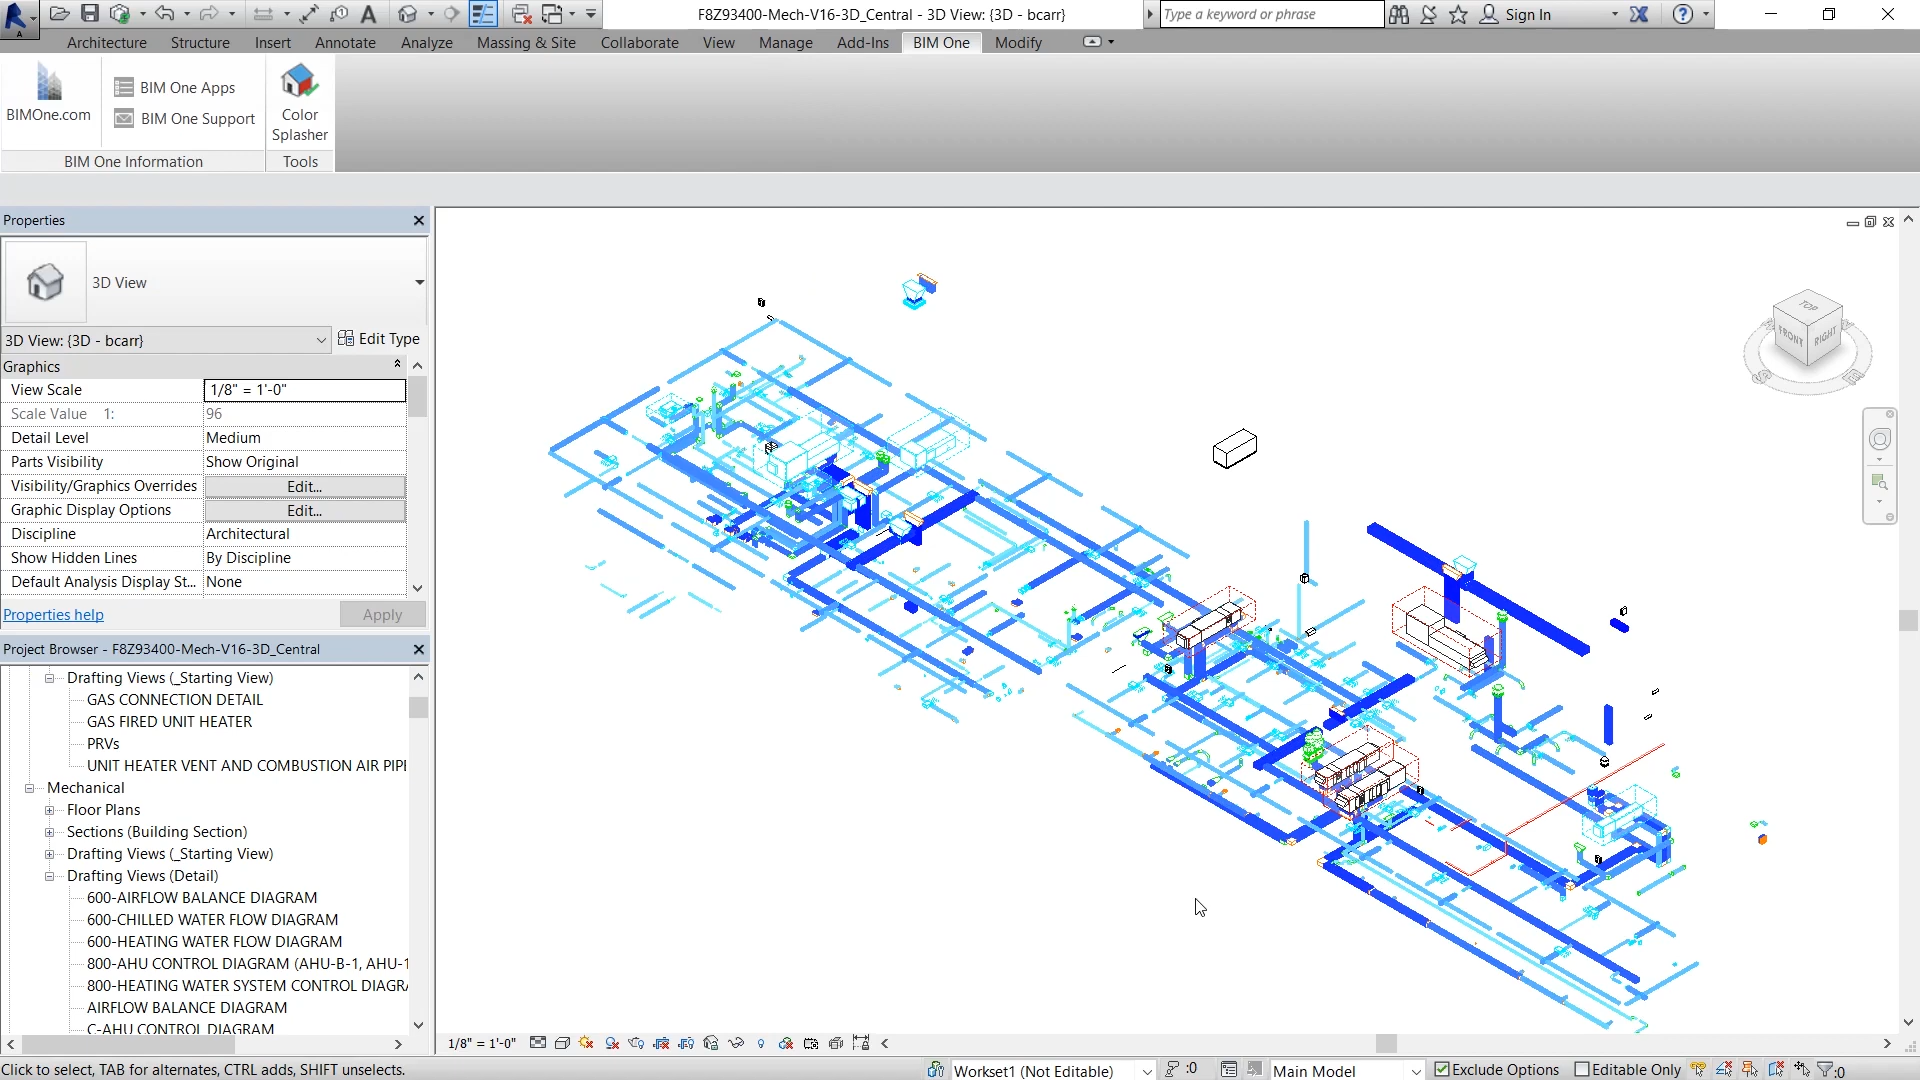 F8Z93400-Mech-V16-3D_Central - 3D View: {3D - bcarr}
Type a keyword or phrase
Sign In
Architecture Structure Insert Annotate Analyze Massing & Site Collaborate View Manage Add-Ins BIM One Modify
BIMOne.com
BIM One Apps
BIM One Support
Color Splasher
BIM One Information
Tools
Properties
3D View
3D View: {3D - bcarr}
Edit Type
Graphics
View Scale 1/8" = 1'-0"
Scale Value 1: 96
Detail Level Medium
Parts Visibility Show Original
Visibility/Graphics Overrides Edit...
Graphic Display Options Edit...
Discipline Architectural
Show Hidden Lines By Discipline
Default Analysis Display St... None
Properties help Apply
Project Browser - F8Z93400-Mech-V16-3D_Central
Drafting Views (_Starting View)
GAS CONNECTION DETAIL
GAS FIRED UNIT HEATER
PRVs
UNIT HEATER VENT AND COMBUSTION AIR PIPI
Mechanical
Floor Plans
Sections (Building Section)
Drafting Views (_Starting View)
Drafting Views (Detail)
600-AIRFLOW BALANCE DIAGRAM
600-CHILLED WATER FLOW DIAGRAM
600-HEATING WATER FLOW DIAGRAM
800-AHU CONTROL DIAGRAM (AHU-B-1, AHU-1
800-HEATING WATER SYSTEM CONTROL DIAGRA
AIRFLOW BALANCE DIAGRAM
C-AHU CONTROL DIAGRAM
TOP
FRONT
RIGHT
1/8" = 1'-0"
Click to select, TAB for alternates, CTRL adds, SHIFT unselects.
Workset1 (Not Editable)
:0
Main Model
Exclude Options
Editable Only
:0